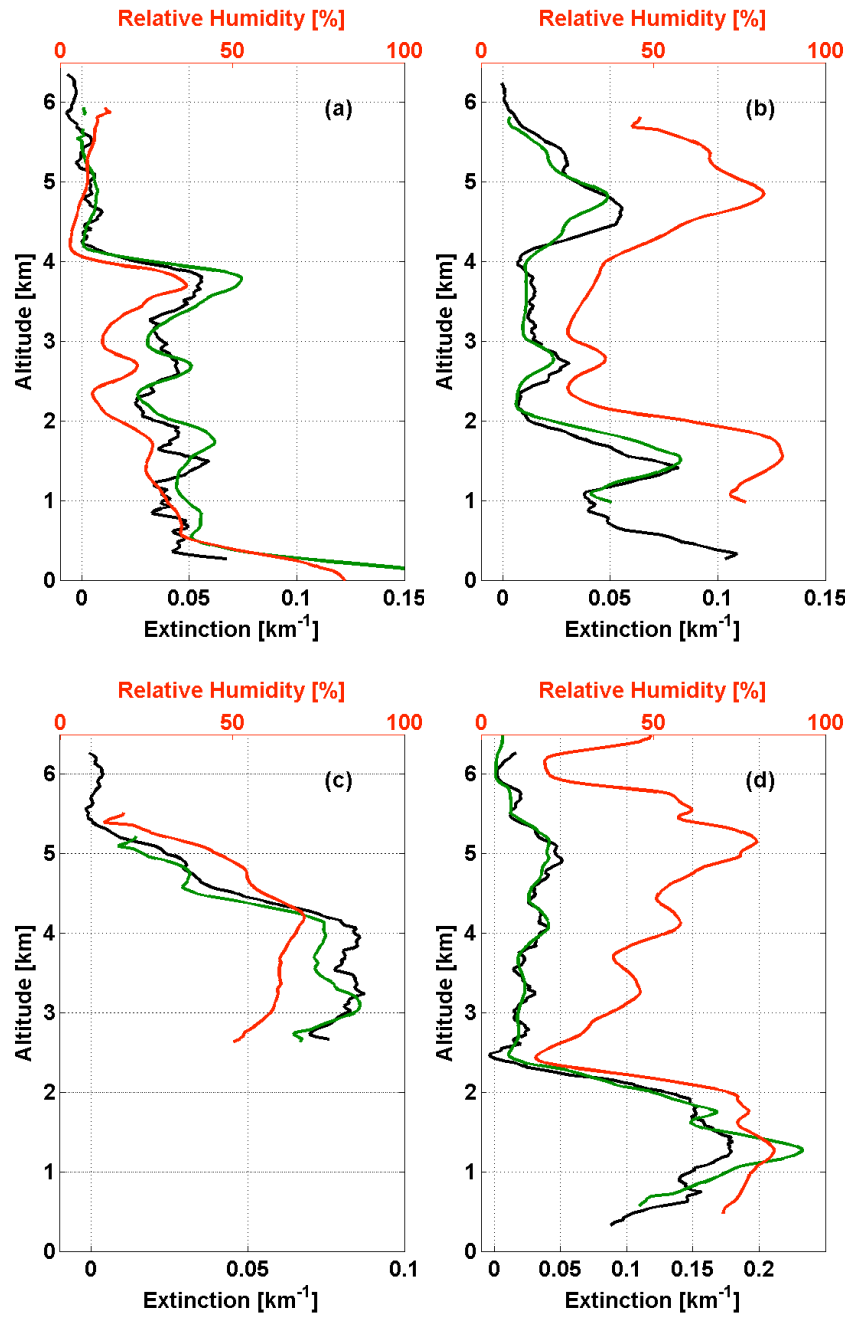 Relative Humidity [%]
0 50 100
(a)
Altitude [km]
6
5
4
3
2
1
0
0 0.05 0.1 0.15
Extinction [km-1]
Relative Humidity [%]
0 50 100
(b)
Altitude [km]
6
5
4
3
2
1
0
0 0.05 0.1 0.15
Extinction [km-1]
Relative Humidity [%]
0 50 100
(c)
Altitude [km]
6
5
4
3
2
1
0
0 0.05 0.1
Extinction [km-1]
Relative Humidity [%]
0 50 100
(d)
Altitude [km]
6
5
4
3
2
1
0
0 0.05 0.1 0.15 0.2
Extinction [km-1]